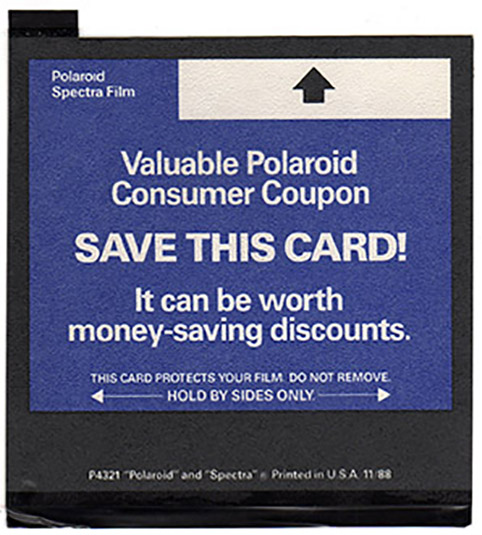 Polaroid
Spectra Film
Valuable Polaroid
Consumer Coupon
SAVE THIS CARD!
It can be worth
money-saving discounts.
THIS CARD PROTECTS YOUR FILM. DO NOT REMOVE.
HOLD BY SIDES ONLY
P4321 "Polaroid" and "Spectra" ® Printed in U.S.A. 11/88